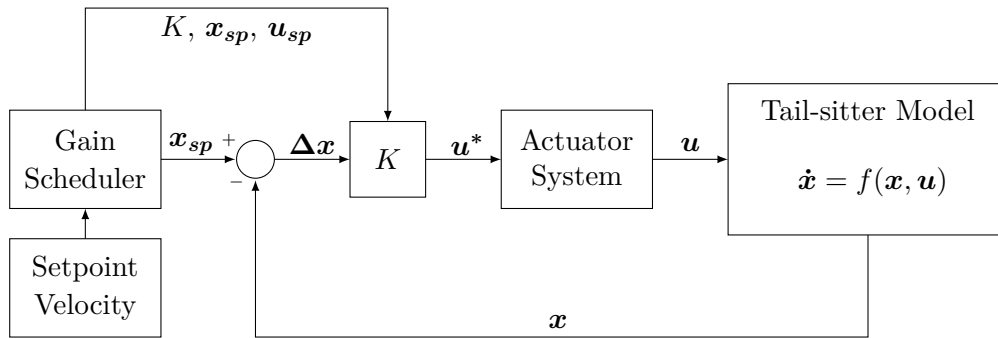 K, x_sp, u_sp
Gain
Scheduler
x_sp
+
−
Δx
K
u*
Actuator
System
u
Tail-sitter Model
ẋ = f(x, u)
Setpoint
Velocity
x